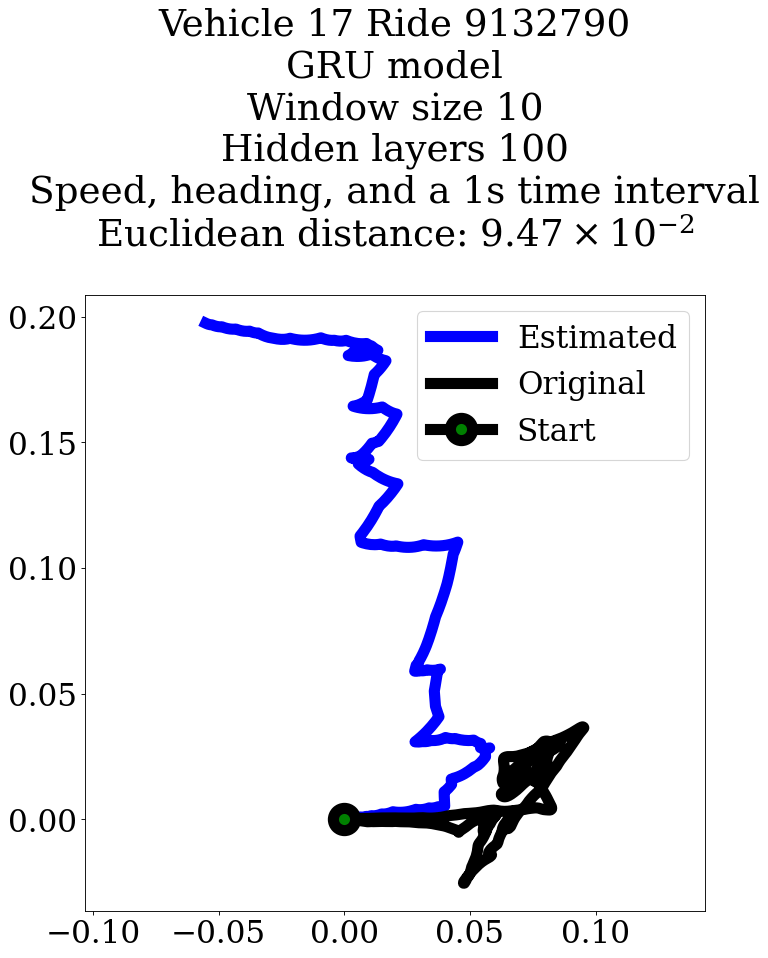 Vehicle 17 Ride 9132790
GRU model
Window size 10
Hidden layers 100
Speed, heading, and a 1s time interval
Euclidean distance: 9.47 × 10⁻²
Estimated
Original
Start
0.20
0.15
0.10
0.05
0.00
−0.10 −0.05 0.00 0.05 0.10